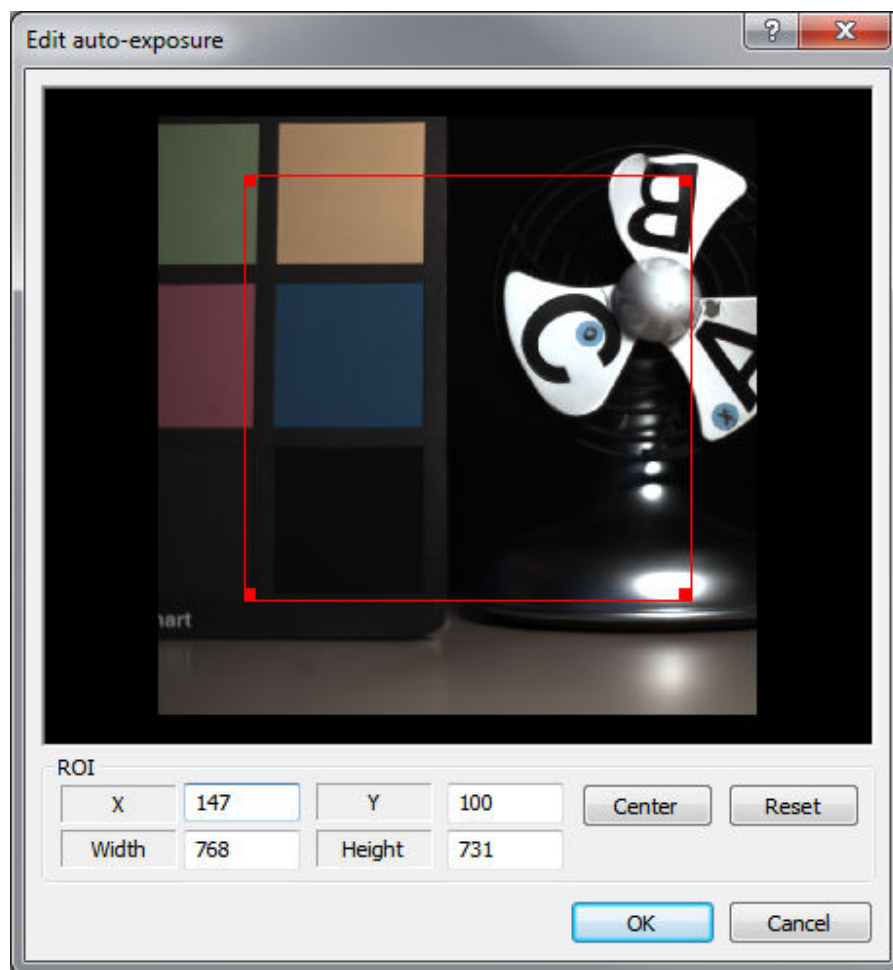 Edit auto-exposure
B
C
A
hart
ROI
X 147 Y 100 Center Reset
Width 768 Height 731
OK Cancel